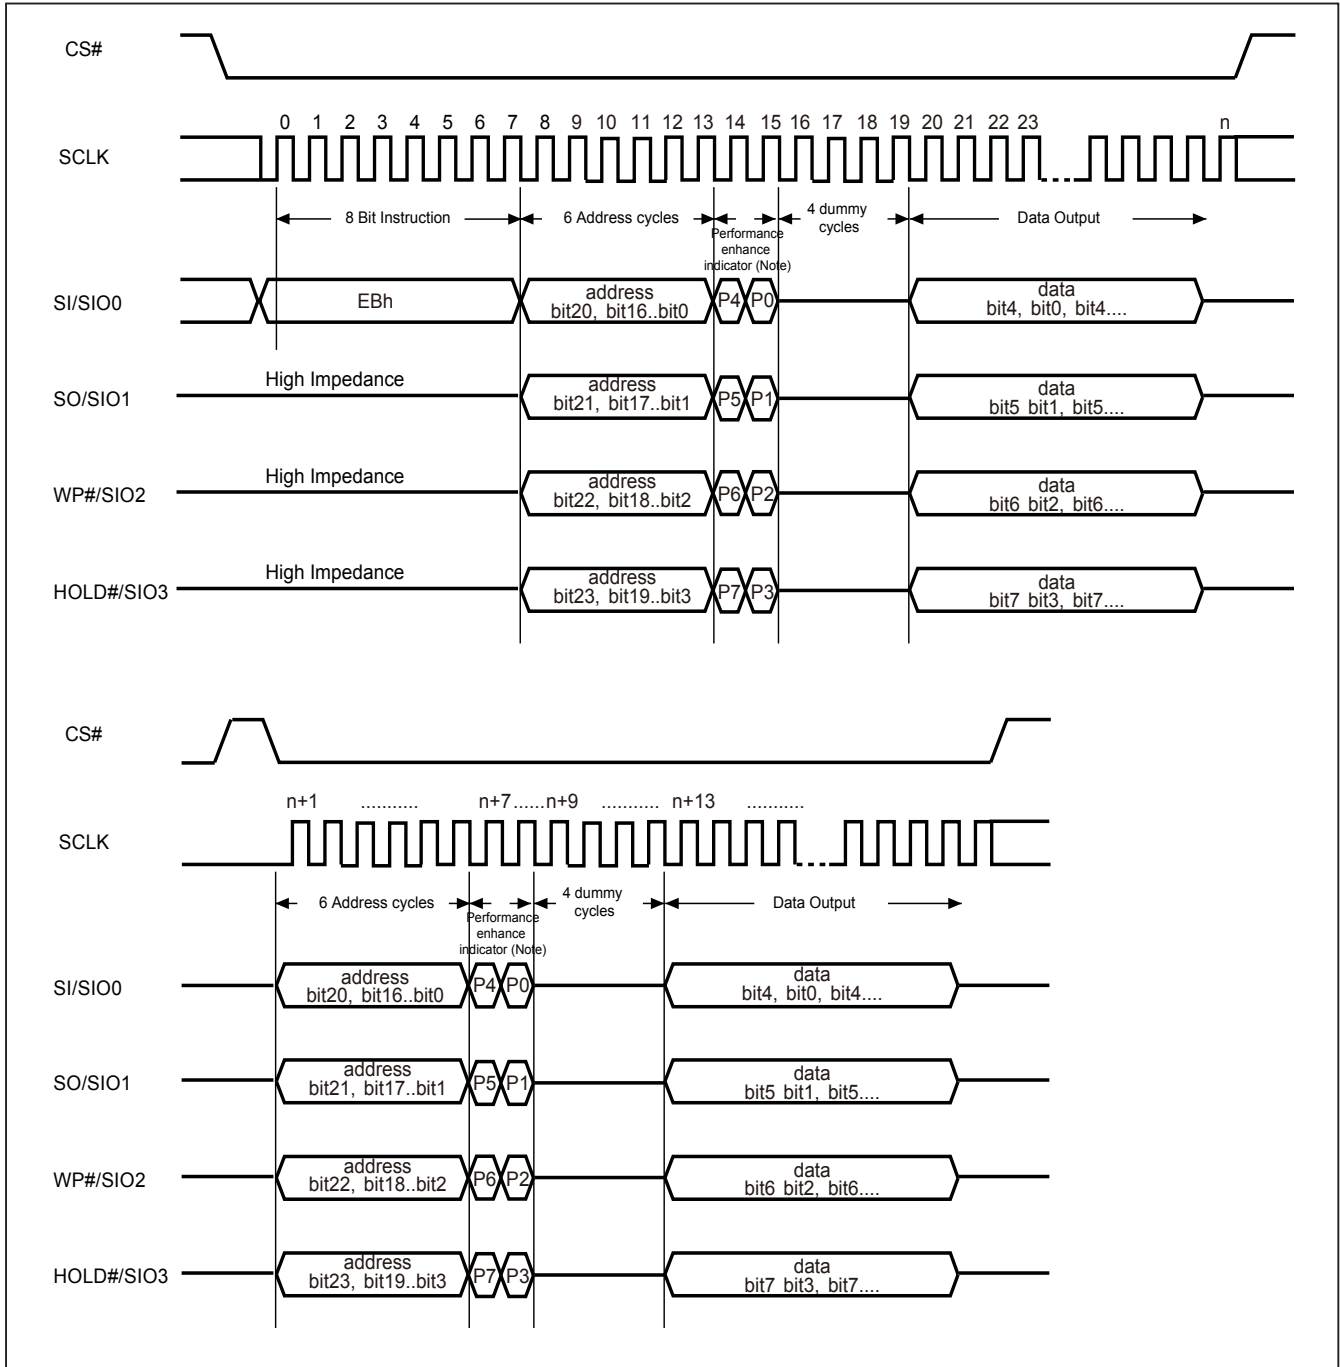 CS#
0 1 2 3 4 5 6 7 8 9 10 11 12 13 14 15 16 17 18 19 20 21 22 23 n
SCLK
8 Bit Instruction
6 Address cycles
Performance
enhance
indicator (Note)
4 dummy
cycles
Data Output
SI/SIO0
EBh
address
bit20, bit16..bit0
P4 P0
data
bit4, bit0, bit4....
SO/SIO1
High Impedance
address
bit21, bit17..bit1
P5 P1
data
bit5 bit1, bit5....
WP#/SIO2
High Impedance
address
bit22, bit18..bit2
P6 P2
data
bit6 bit2, bit6....
HOLD#/SIO3
High Impedance
address
bit23, bit19..bit3
P7 P3
data
bit7 bit3, bit7....
CS#
n+1 ........... n+7......n+9 ........... n+13 ...........
SCLK
6 Address cycles
Performance
enhance
indicator (Note)
4 dummy
cycles
Data Output
SI/SIO0
address
bit20, bit16..bit0
P4 P0
data
bit4, bit0, bit4....
SO/SIO1
address
bit21, bit17..bit1
P5 P1
data
bit5 bit1, bit5....
WP#/SIO2
address
bit22, bit18..bit2
P6 P2
data
bit6 bit2, bit6....
HOLD#/SIO3
address
bit23, bit19..bit3
P7 P3
data
bit7 bit3, bit7....